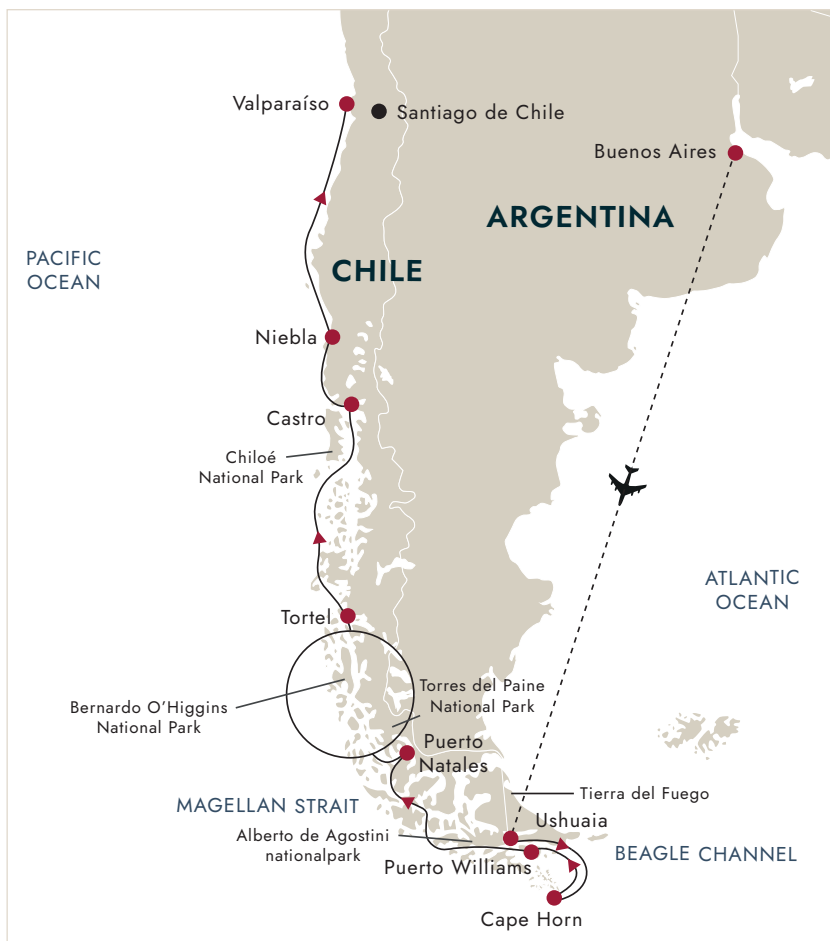 Valparaíso
Santiago de Chile
Buenos Aires
ARGENTINA
PACIFIC
OCEAN
CHILE
Niebla
Castro
Chiloé
National Park
ATLANTIC
OCEAN
Tortel
Torres del Paine
National Park
Bernardo O’Higgins
National Park
Puerto
Natales
Tierra del Fuego
MAGELLAN STRAIT
Ushuaia
Alberto de Agostini
nationalpark
BEAGLE CHANNEL
Puerto Williams
Cape Horn